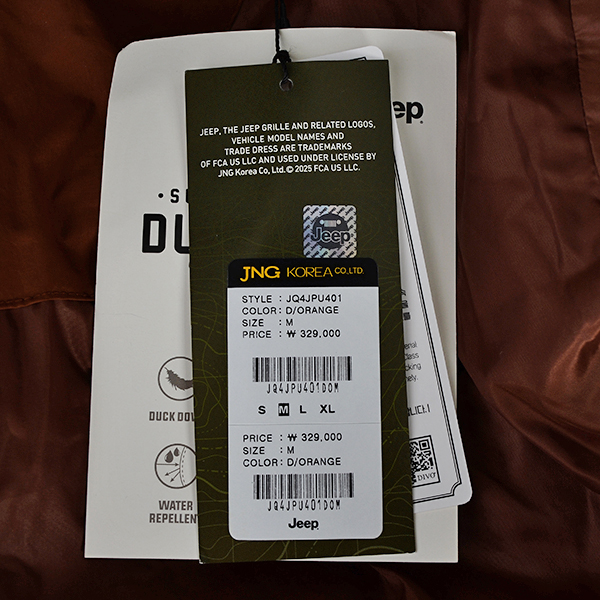 JEEP, THE JEEP GRILLE AND RELATED LOGOS,
VEHICLE MODEL NAMES AND
TRADE DRESS ARE TRADEMARKS
OF FCA US LLC AND USED UNDER LICENSE BY
JNG Korea Co, Ltd. © 2025 FCA US LLC.
Jeep
JNG KOREA CO.,LTD.
STYLE : JQ4JPU401
COLOR: D/ORANGE
SIZE : M
PRICE : ₩ 329,000
JQ4JPU401DOM
S M L XL
PRICE : ₩ 329,000
SIZE : M
COLOR: D/ORANGE
JQ4JPU401DOM
Jeep
DUCK DOW
WATER
REPELLEN
DIVO